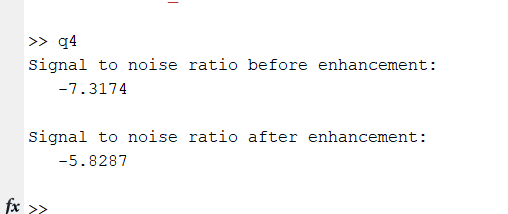 >> q4
Signal to noise ratio before enhancement:
-7.3174
Signal to noise ratio after enhancement:
-5.8287
fx >>